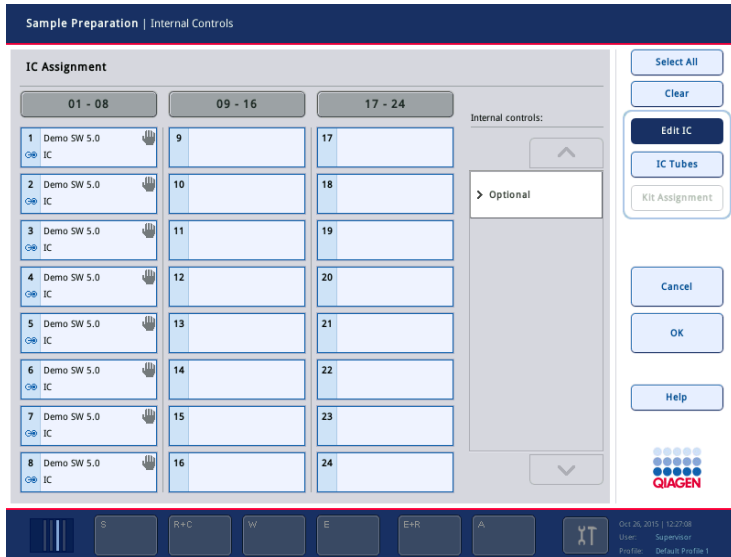 Sample Preparation | Internal Controls
IC Assignment
01 - 08
09 - 16
17 - 24
Internal controls:
1 Demo SW 5.0
IC
2 Demo SW 5.0
IC
3 Demo SW 5.0
IC
4 Demo SW 5.0
IC
5 Demo SW 5.0
IC
6 Demo SW 5.0
IC
7 Demo SW 5.0
IC
8 Demo SW 5.0
IC
9
10
11
12
13
14
15
16
17
18
19
20
21
22
23
24
Optional
Select All
Clear
Edit IC
IC Tubes
Kit Assignment
Cancel
OK
Help
QIAGEN
S
R+C
W
E
E+R
A
Oct 26, 2015 | 12:27:08
User: Supervisor
Profile: Default Profile 1